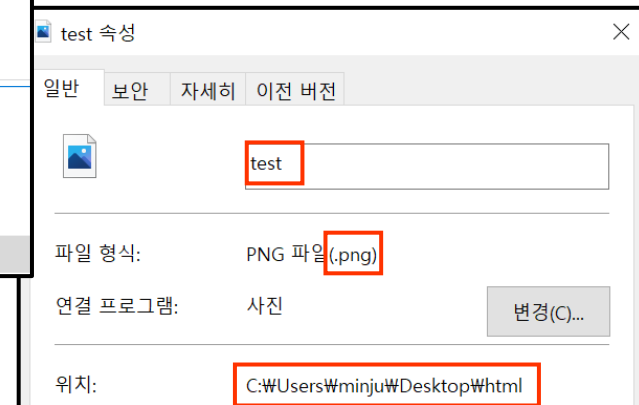 test 속성
일반 보안 자세히 이전 버전
test
파일 형식: PNG 파일(.png)
연결 프로그램: 사진 변경(C)...
위치: C:₩Users₩minju₩Desktop₩html